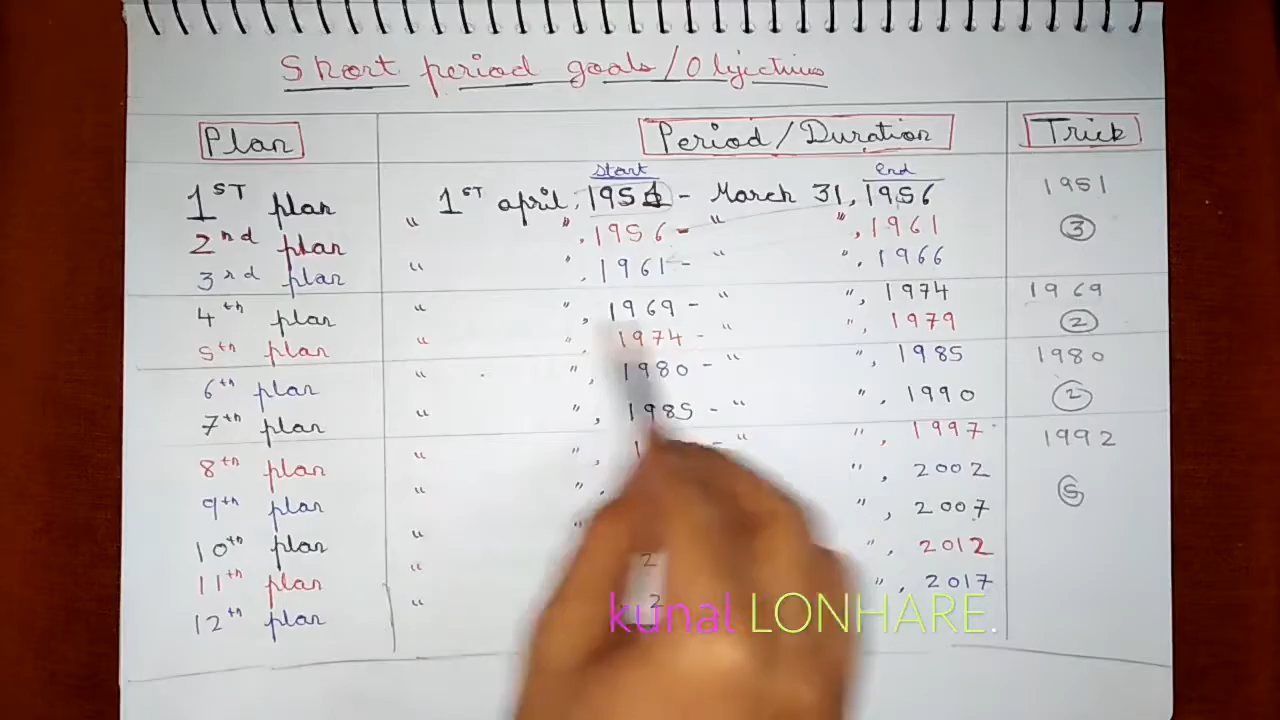 Short period goals/Objectives
Plan Period/Duration Trick
Start End
1ST plan 1ST april, 1951 - March 31, 1956 1951
2nd plan " ", 1956 - " ", 1961 3
3rd plan " ", 1961 - " ", 1966
4th plan " ", 1969 - " ", 1974 1969
5th plan " ", 1974 - " ", 1979 2
6th plan " ", 1980 - " ", 1985 1980
7th plan " ", 1985 - " ", 1990 2
8th plan " ", - " ", 1997 1992
9th plan " ", ", 2002 5
10th plan " " ", 2007
11th plan " 2 ", 2012
12th plan " 2 ", 2017
kunal LONHARE.